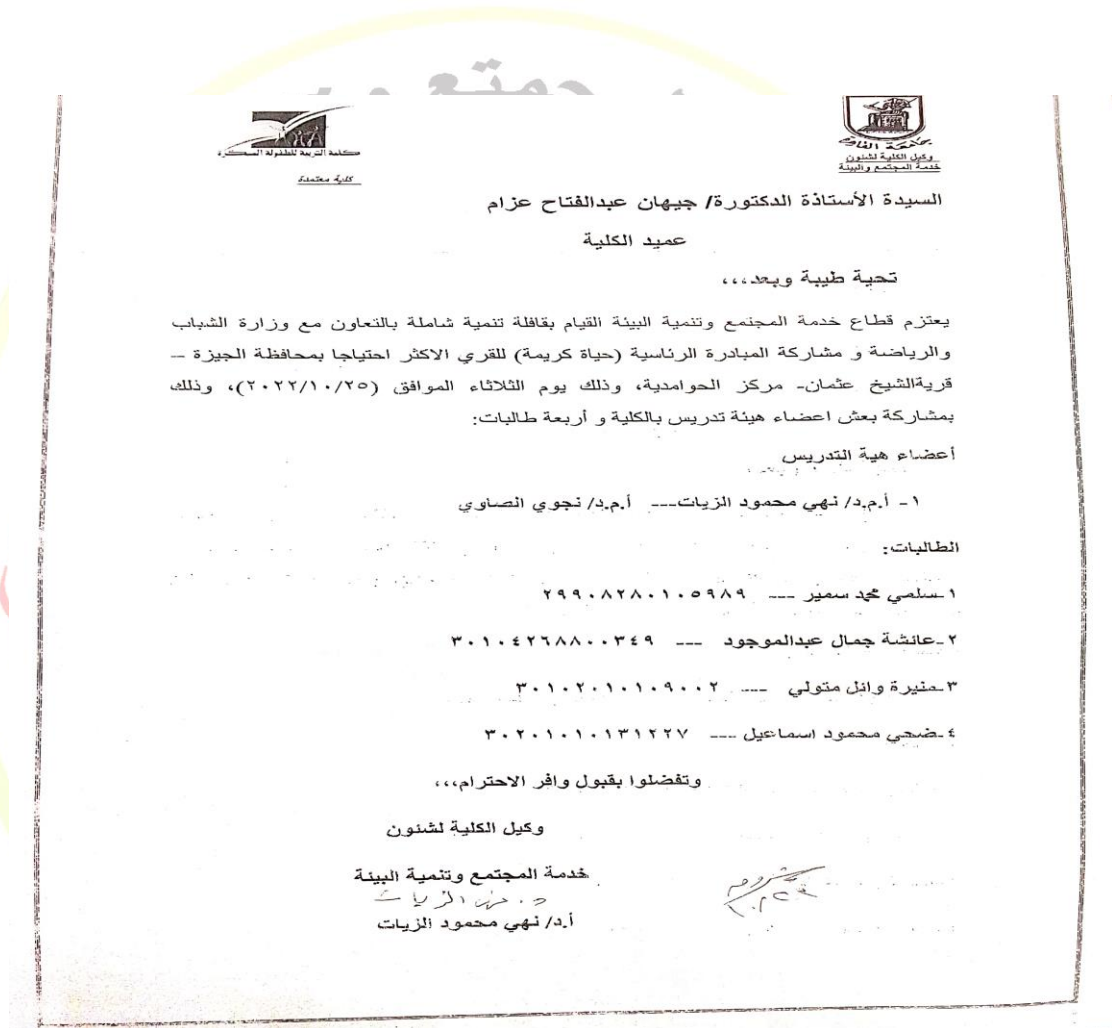 جامعة القاهرة
وكيل الكلية لشئون
خدمة المجتمع والبيئة
كلية التربية للطفولة المبكرة
كلية معتمدة
السيدة الأستاذة الدكتورة/ جيهان عبدالفتاح عزام
عميد الكلية
تحية طيبة وبعد،،،
يعتزم قطاع خدمة المجتمع وتنمية البيئة القيام بقافلة تنمية شاملة بالتعاون مع وزارة الشباب
والرياضة و مشاركة المبادرة الرئاسية (حياة كريمة) للقري الاكثر احتياجا بمحافظة الجيزة –
قريةالشيخ عثمان- مركز الحوامدية، وذلك يوم الثلاثاء الموافق (٢٠٢٢/١٠/٢٥)، وذلك
بمشاركة بعش اعضاء هيئة تدريس بالكلية و أربعة طالبات:
أعضاء هية التدريس
١- أ.م.د/ نهي محمود الزيات--- أ.م.د/ نجوي الصاوي
الطالبات:
١-سلمي محمد سمير --- ٢٩٩٠٨٢٨٠١٠٥٩٨٩
٢-عائشة جمال عبدالموجود --- ٣٠١٠٤٢٦٨٨٠٠٣٤٩
٣-منيرة وائل متولي --- ٣٠١٠٢٠١٠١٠٩٠٠٢
٤-ضحي محمود اسماعيل --- ٣٠٢٠١٠١٠١٣١٢٢٧
وتفضلوا بقبول وافر الاحترام،،،
وكيل الكلية لشئون
خدمة المجتمع وتنمية البيئة
أ.د/ نهي محمود الزيات